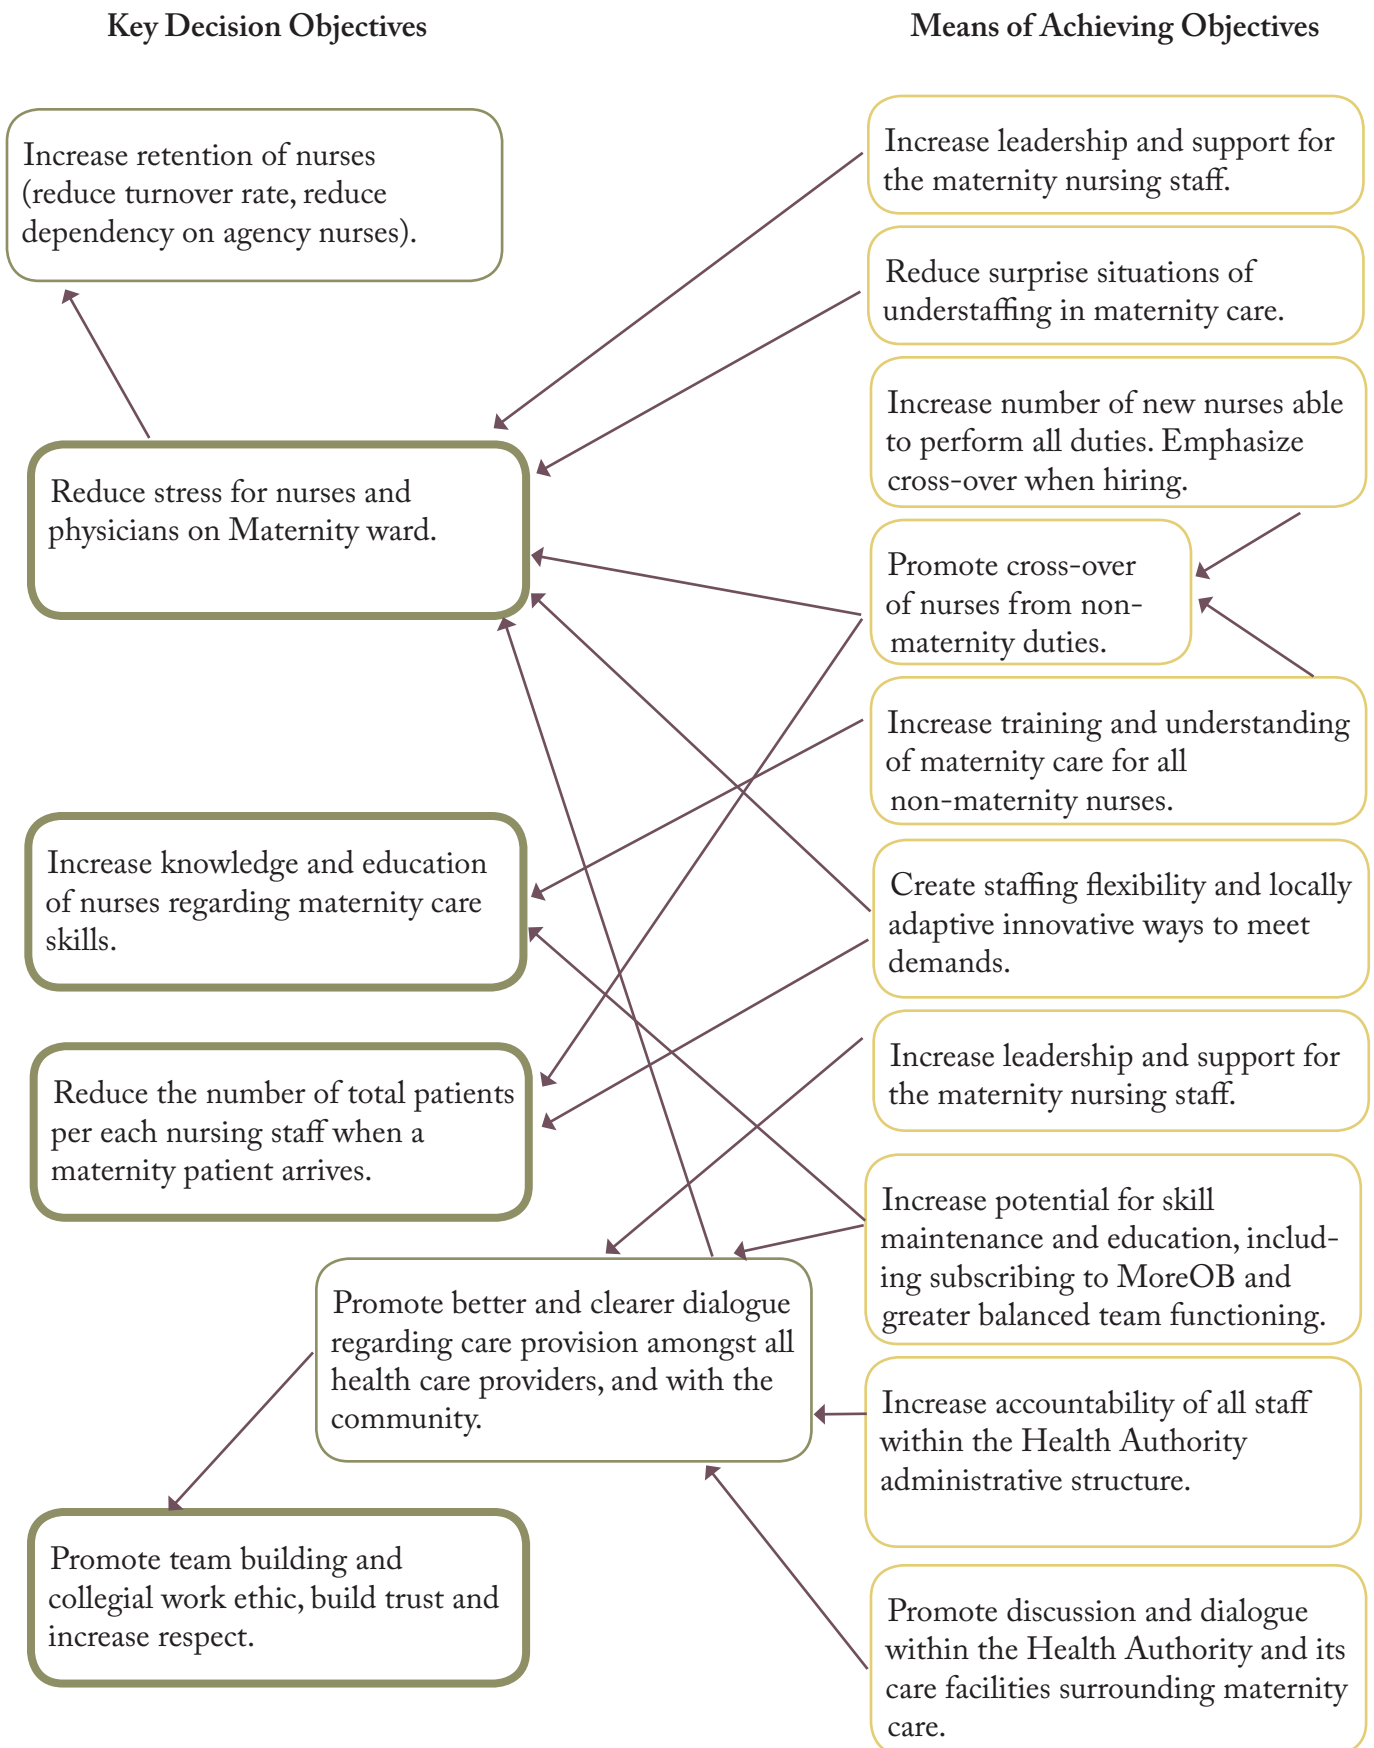 Key Decision Objectives
Means of Achieving Objectives
Increase retention of nurses
(reduce turnover rate, reduce
dependency on agency nurses).
Reduce stress for nurses and
physicians on Maternity ward.
Increase knowledge and education
of nurses regarding maternity care
skills.
Reduce the number of total patients
per each nursing staff when a
maternity patient arrives.
Promote better and clearer dialogue
regarding care provision amongst all
health care providers, and with the
community.
Promote team building and
collegial work ethic, build trust and
increase respect.
Increase leadership and support for
the maternity nursing staff.
Reduce surprise situations of
understaffing in maternity care.
Increase number of new nurses able
to perform all duties. Emphasize
cross-over when hiring.
Promote cross-over
of nurses from non-
maternity duties.
Increase training and understanding
of maternity care for all
non-maternity nurses.
Create staffing flexibility and locally
adaptive innovative ways to meet
demands.
Increase leadership and support for
the maternity nursing staff.
Increase potential for skill
maintenance and education, includ-
ing subscribing to MoreOB and
greater balanced team functioning.
Increase accountability of all staff
within the Health Authority
administrative structure.
Promote discussion and dialogue
within the Health Authority and its
care facilities surrounding maternity
care.